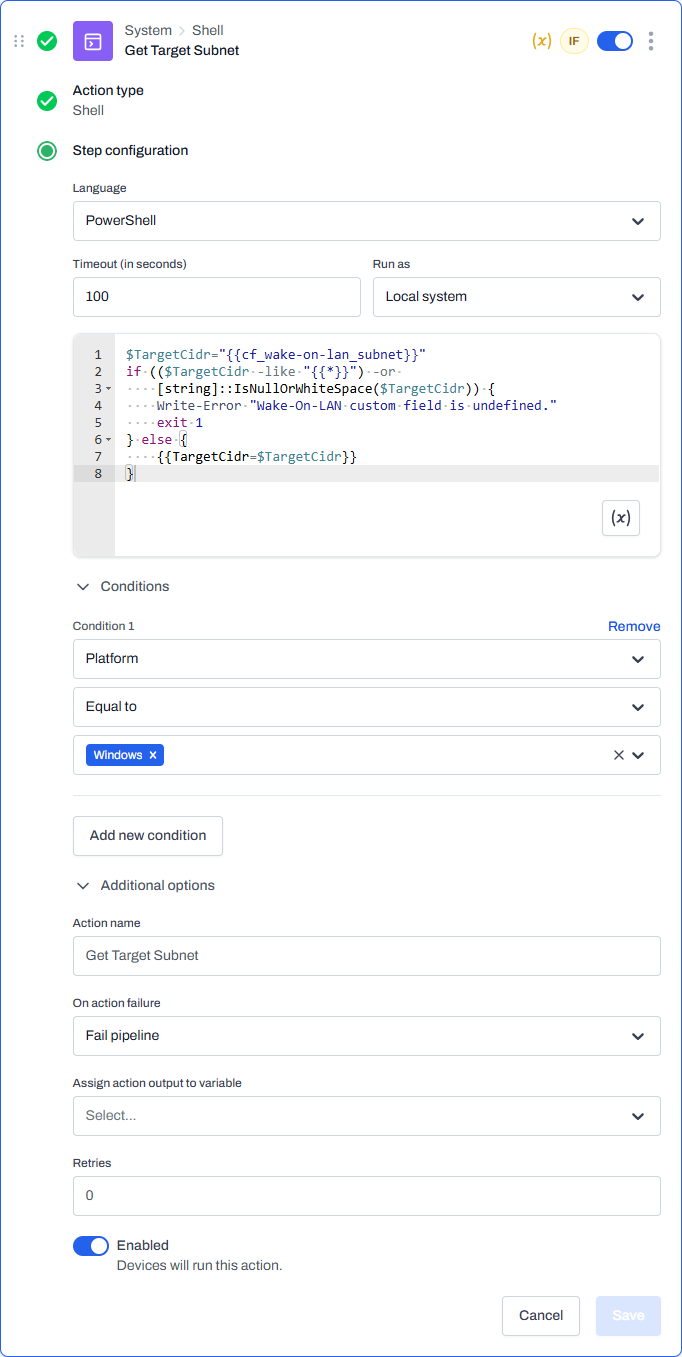 System > Shell
Get Target Subnet
(x) IF
Action type
Shell
Step configuration
Language
PowerShell
Timeout (in seconds) Run as
100 Local system
1 $TargetCidr="{{cf_wake-on-lan_subnet}}"
2 if (($TargetCidr -like "{{*}}") -or
3 [string]::IsNullOrWhiteSpace($TargetCidr)) {
4 Write-Error "Wake-On-LAN custom field is undefined."
5 exit 1
6 } else {
7 {{TargetCidr=$TargetCidr}}
8 }
(x)
Conditions
Condition 1 Remove
Platform
Equal to
Windows x
Add new condition
Additional options
Action name
Get Target Subnet
On action failure
Fail pipeline
Assign action output to variable
Select...
Retries
0
Enabled
Devices will run this action.
Cancel Save